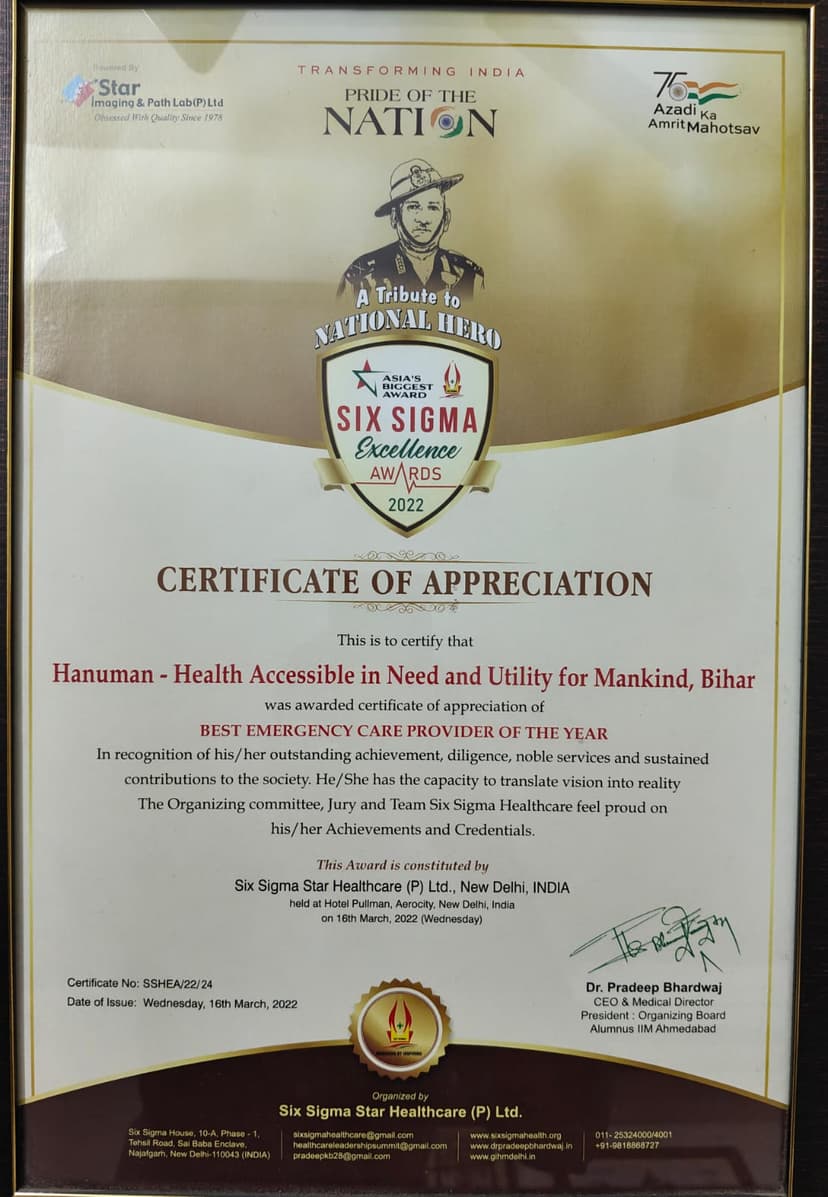 Powered By
Star
Imaging & Path Lab(P)Ltd
Obsessed With Quality Since 1978
TRANSFORMING INDIA
PRIDE OF THE
NATION
75
Azadi Ka
Amrit Mahotsav
A Tribute to
NATIONAL HERO
ASIA'S
BIGGEST
AWARD
SIX SIGMA
Excellence
AWARDS
2022
CERTIFICATE OF APPRECIATION
This is to certify that
Hanuman - Health Accessible in Need and Utility for Mankind, Bihar
was awarded certificate of appreciation of
BEST EMERGENCY CARE PROVIDER OF THE YEAR
In recognition of his/her outstanding achievement, diligence, noble services and sustained
contributions to the society. He/She has the capacity to translate vision into reality
The Organizing committee, Jury and Team Six Sigma Healthcare feel proud on
his/her Achievements and Credentials.
This Award is constituted by
Six Sigma Star Healthcare (P) Ltd., New Delhi, INDIA
held at Hotel Pullman, Aerocity, New Delhi, India
on 16th March, 2022 (Wednesday)
Certificate No: SSHEA/22/24
Date of Issue: Wednesday, 16th March, 2022
Dr. Pradeep Bhardwaj
CEO & Medical Director
President : Organizing Board
Alumnus IIM Ahmedabad
Organized by
Six Sigma Star Healthcare (P) Ltd.
Six Sigma House, 10-A, Phase - 1,
Tehsil Road, Sai Baba Enclave,
Najafgarh, New Delhi-110043 (INDIA)
sixsigmahealthcare@gmail.com
healthcareleadershipsummit@gmail.com
pradeepkb28@gmail.com
www.sixsigmahealth.org
www.drpradeepbhardwaj.in
www.gihmdelhi.in
011- 25324000/4001
+91-9818868727